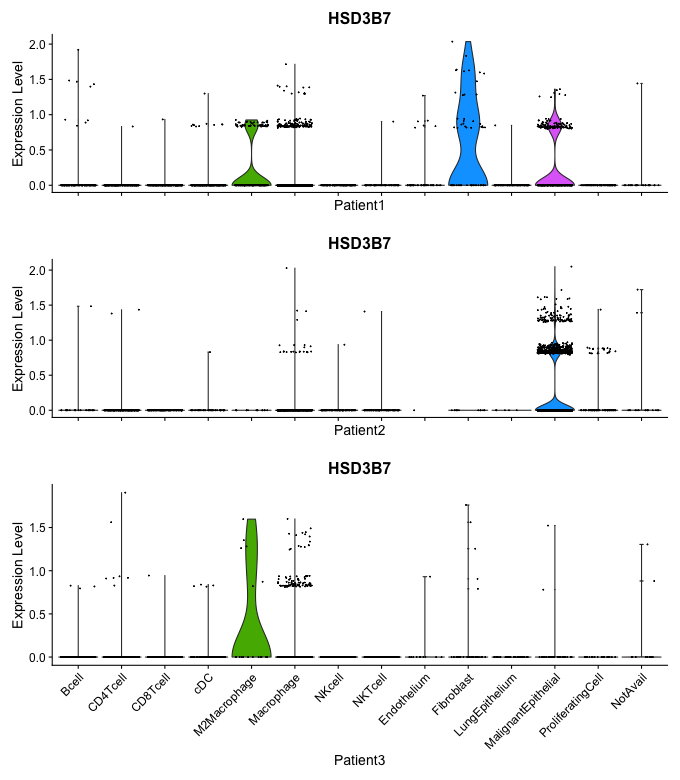 HSD3B7
Expression Level
2.0
1.5
1.0
0.5
0.0
Patient1
HSD3B7
Expression Level
2.0
1.5
1.0
0.5
0.0
Patient2
HSD3B7
Expression Level
1.5
1.0
0.5
0.0
Bcell
CD4Tcell
CD8Tcell
cDC
M2Macrophage
Macrophage
NKcell
NKTcell
Endothelium
Fibroblast
LungEpithelium
MalignantEpithelial
ProliferatingCell
NotAvail
Patient3